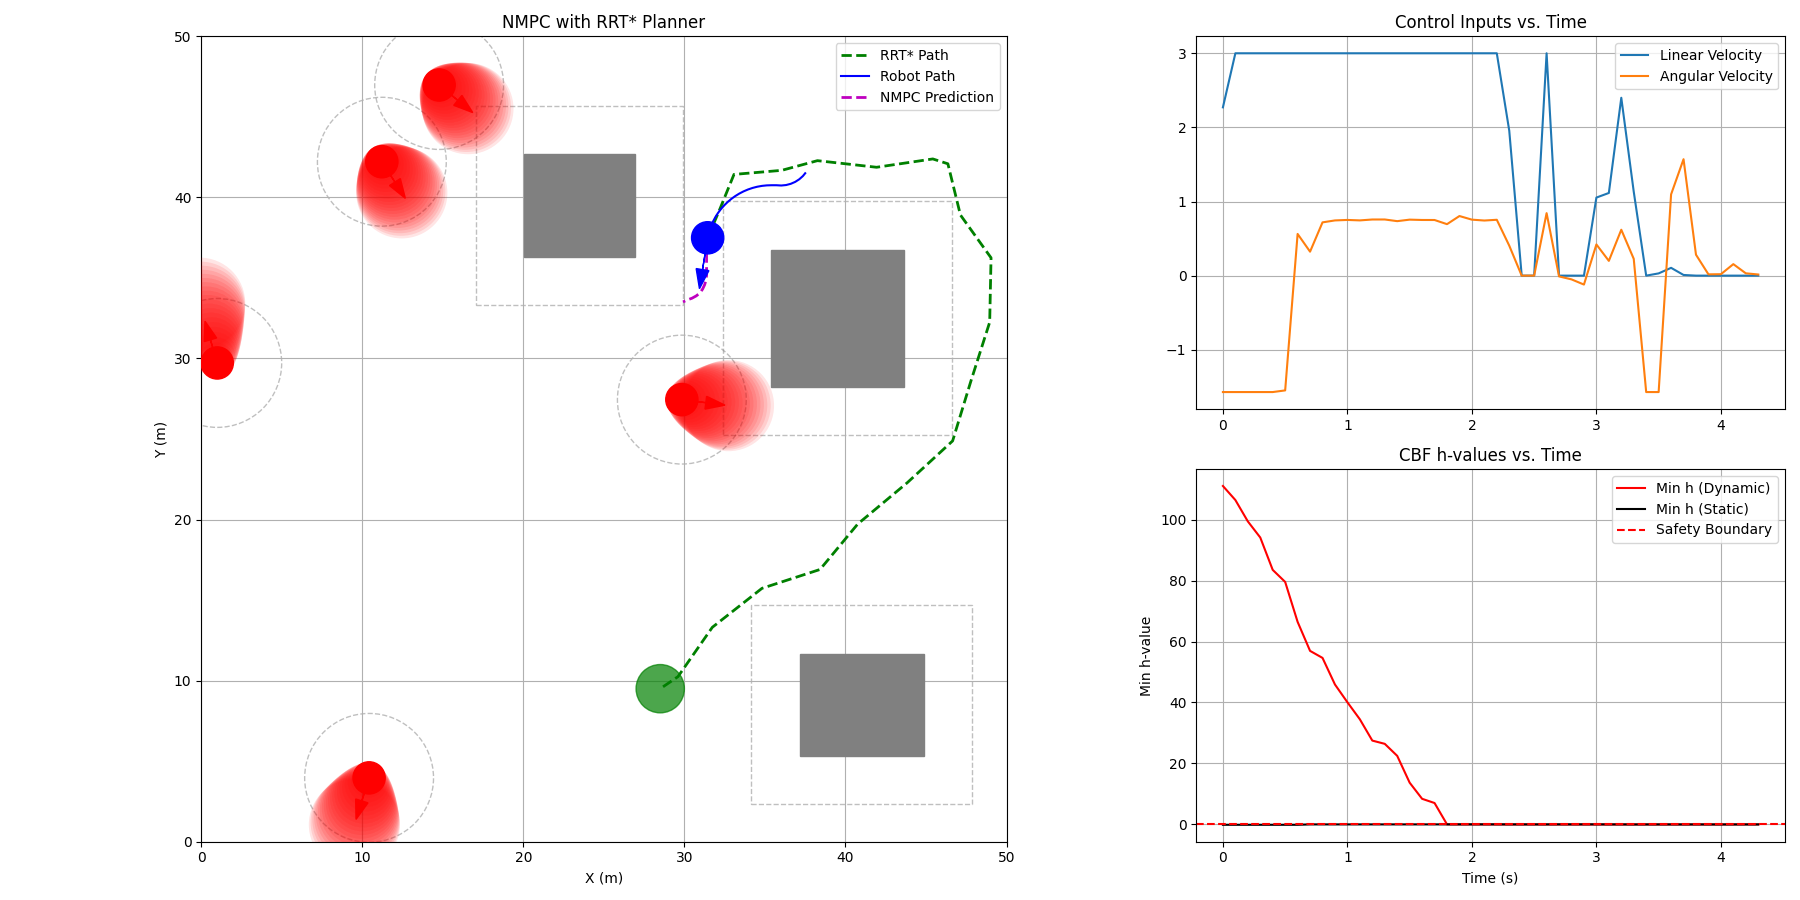 NMPC with RRT* Planner
RRT* Path
Robot Path
NMPC Prediction
50
40
30
20
10
0
Y (m)
0 10 20 30 40 50
X (m)
Control Inputs vs. Time
Linear Velocity
Angular Velocity
3
2
1
0
−1
0 1 2 3 4
CBF h-values vs. Time
Min h (Dynamic)
Min h (Static)
Safety Boundary
100
80
60
40
20
0
Min h-value
0 1 2 3 4
Time (s)